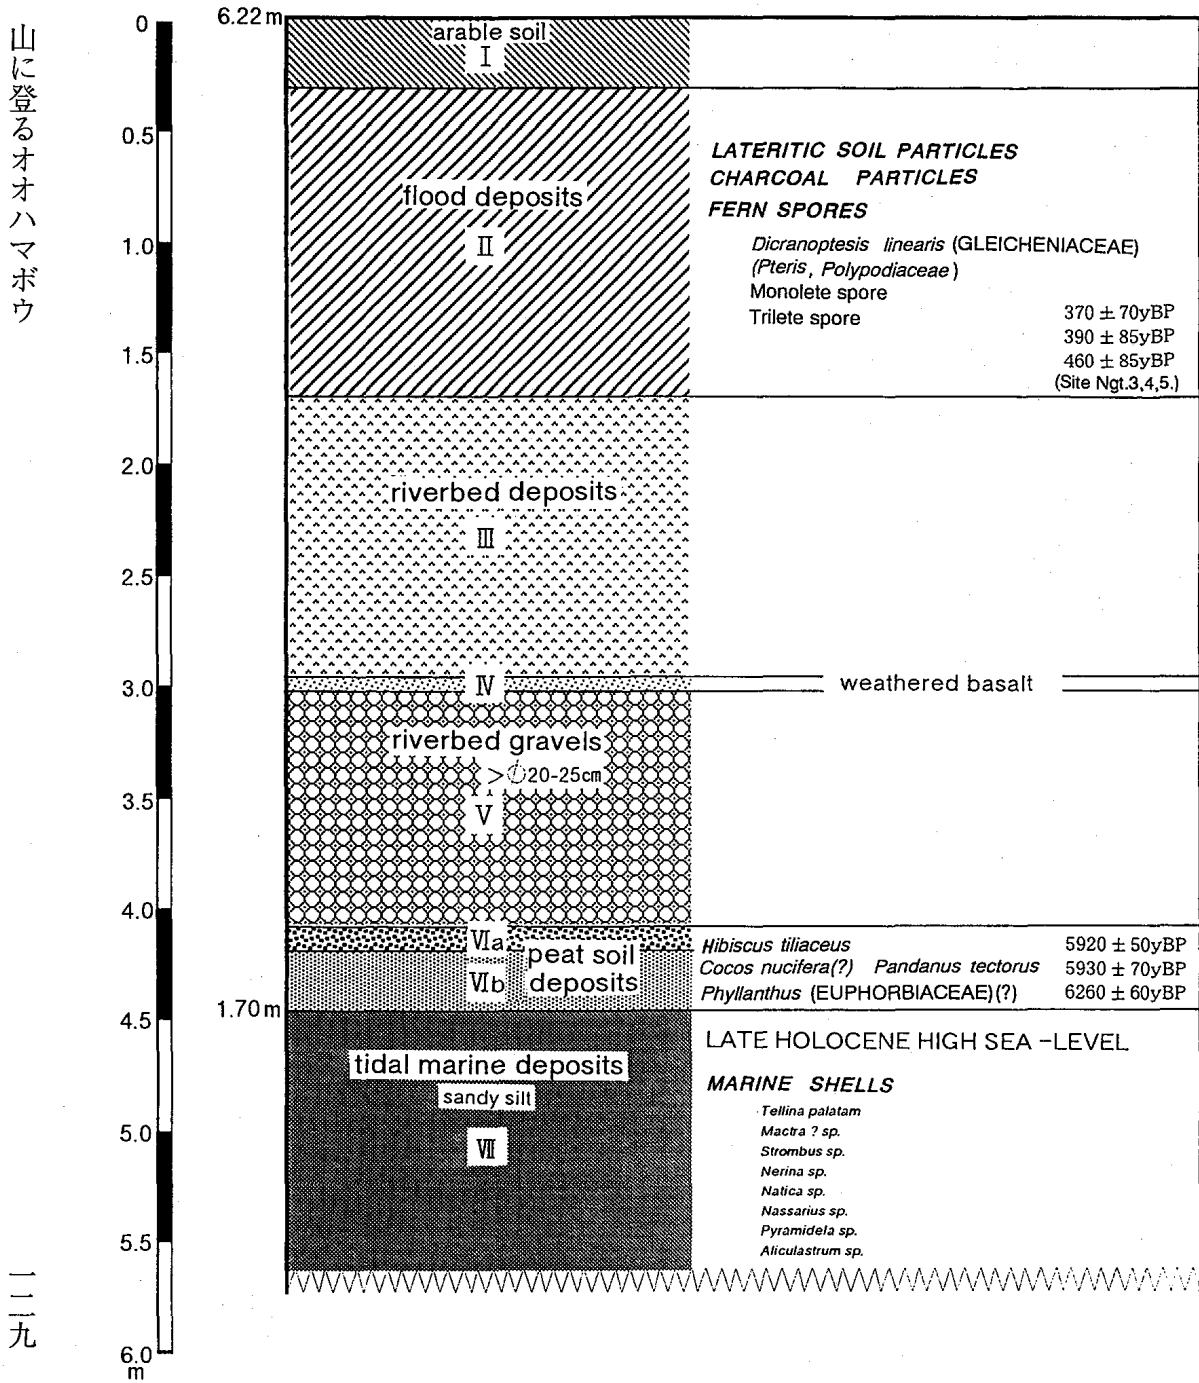 山に登るオオハマボウ
一二九
0
0.5
1.0
1.5
2.0
2.5
3.0
3.5
4.0
4.5
5.0
5.5
6.0
m
6.22m
1.70m
arable soil
I
flood deposits
II
LATERITIC SOIL PARTICLES
CHARCOAL PARTICLES
FERN SPORES
Dicranoptesis linearis (GLEICHENIACEAE)
(Pteris, Polypodiaceae)
Monolete spore
Trilete spore
370 ± 70yBP
390 ± 85yBP
460 ± 85yBP
(Site Ngt.3,4,5.)
riverbed deposits
III
IV
weathered basalt
riverbed gravels
>∅20-25cm
V
VIa
peat soil
deposits
VIb
Hibiscus tiliaceus 5920 ± 50yBP
Cocos nucifera(?) Pandanus tectorus 5930 ± 70yBP
Phyllanthus (EUPHORBIACEAE)(?) 6260 ± 60yBP
tidal marine deposits
sandy silt
VII
LATE HOLOCENE HIGH SEA-LEVEL
MARINE SHELLS
Tellina palatam
Mactra ? sp.
Strombus sp.
Nerina sp.
Natica sp.
Nassarius sp.
Pyramidela sp.
Aliculastrum sp.